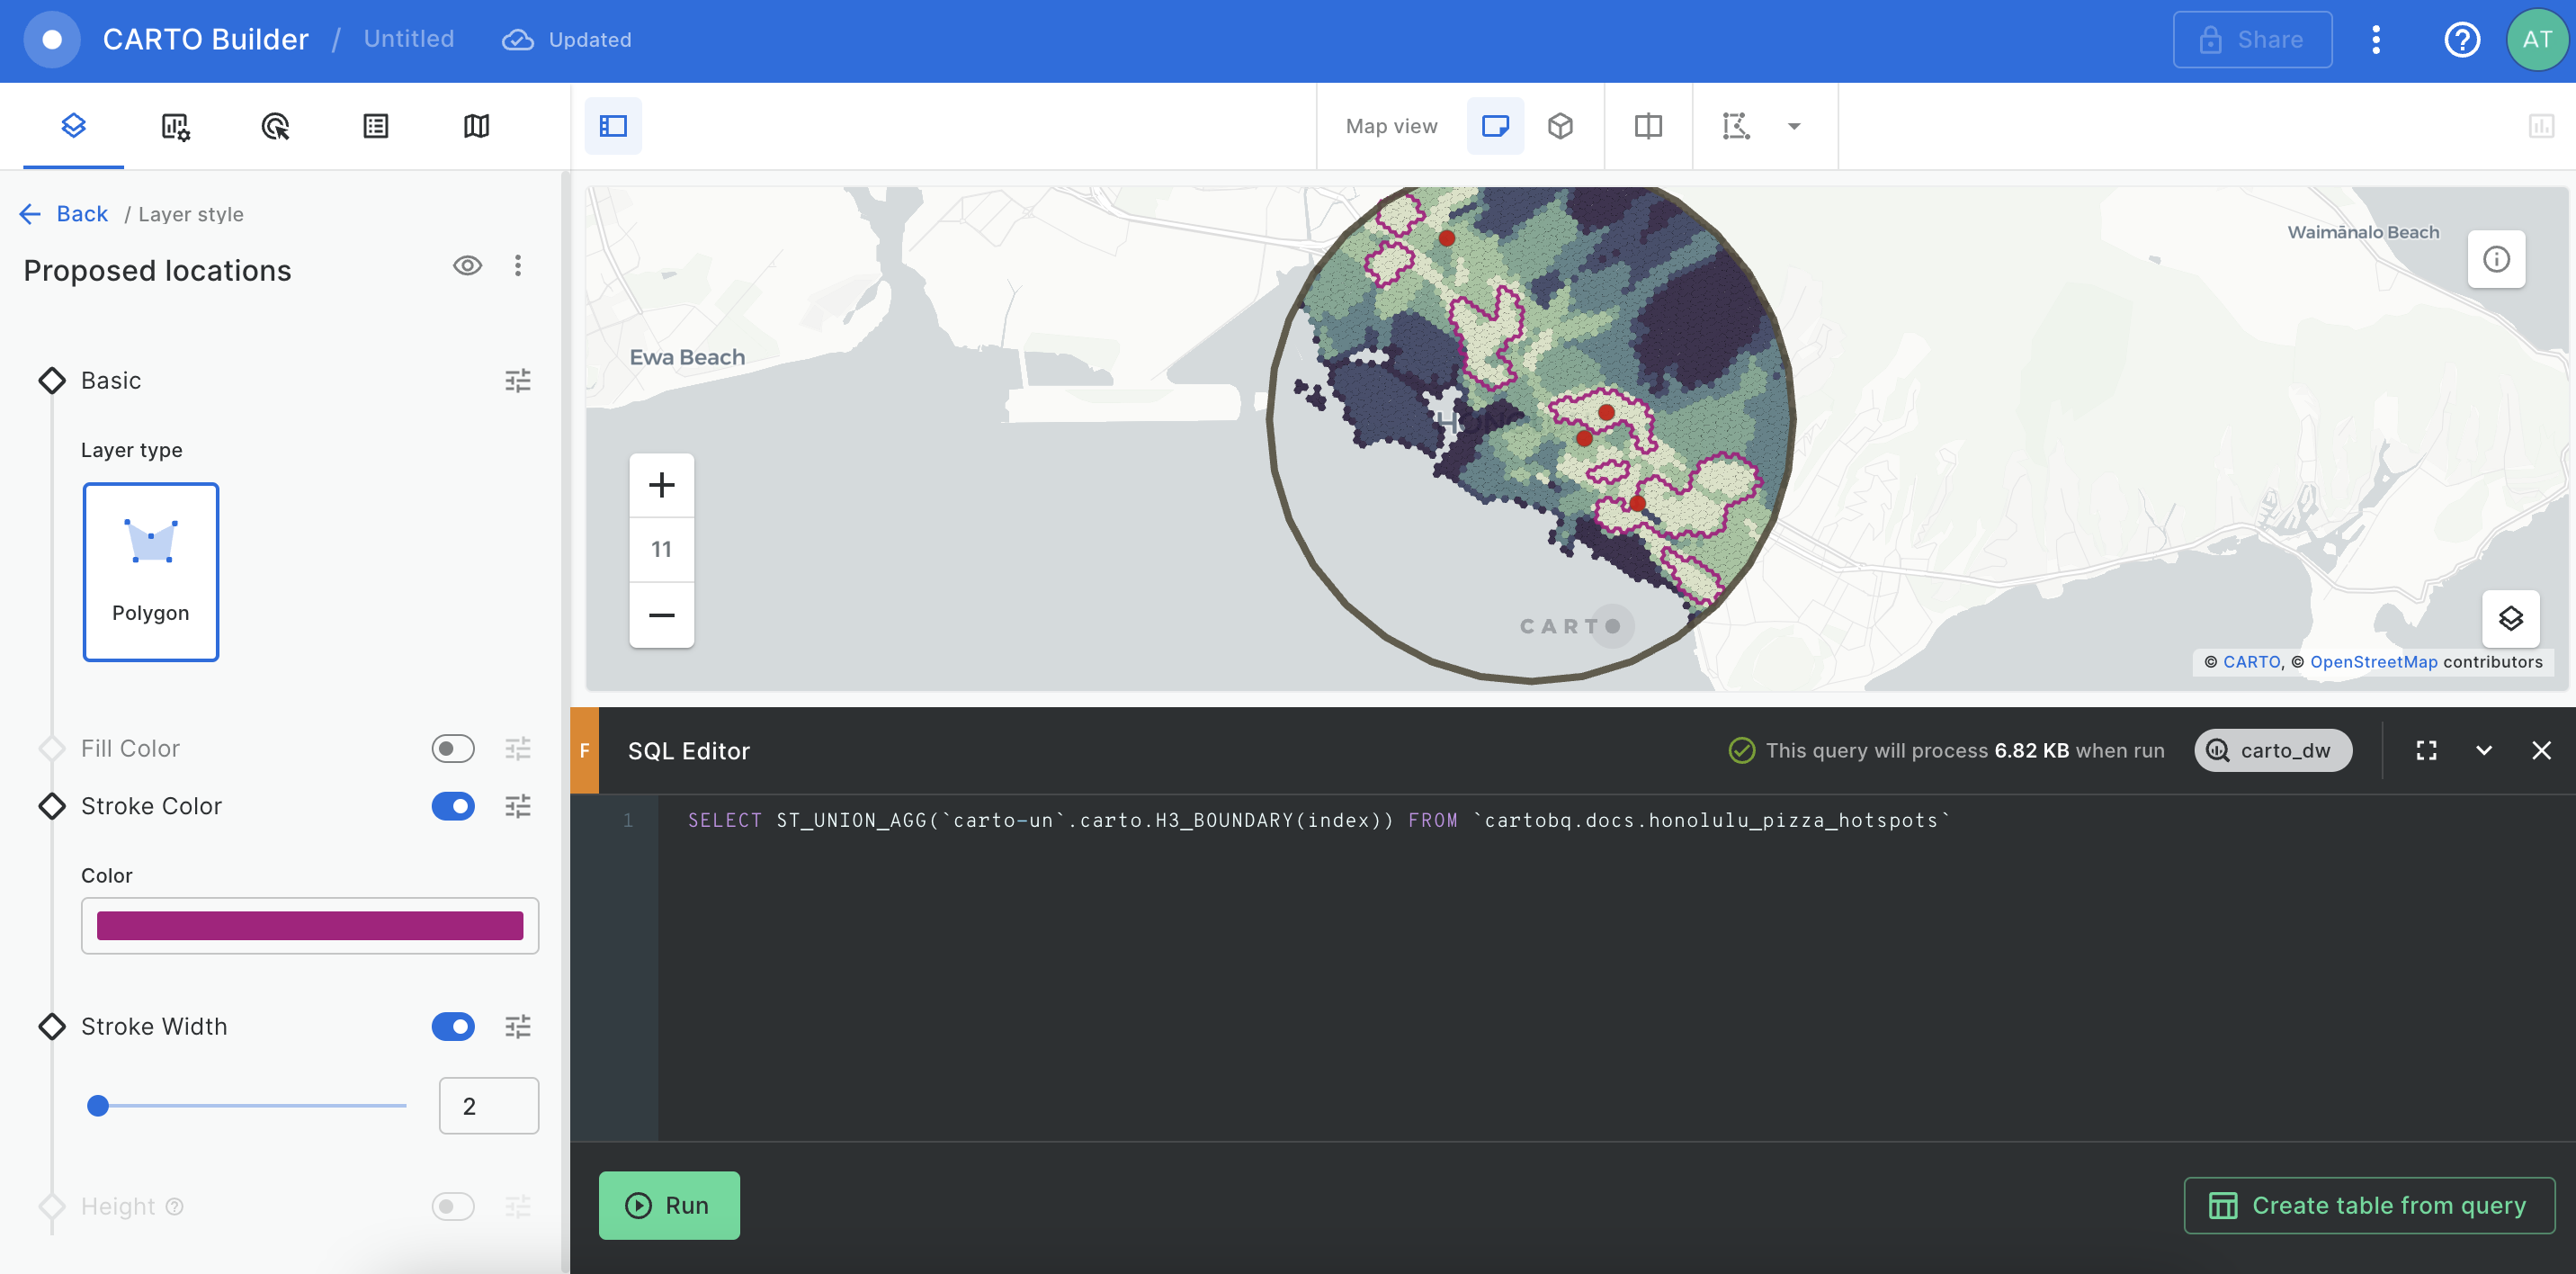 CARTO Builder / Untitled Updated Share AT
Map view
Back / Layer style
Proposed locations
Basic
Layer type
Polygon
Fill Color
Stroke Color
Color
Stroke Width
2
Height
Waimānalo Beach
Ewa Beach
11
CARTO
© CARTO, © OpenStreetMap contributors
F SQL Editor This query will process 6.82 KB when run carto_dw
1 SELECT ST_UNION_AGG(`carto-un`.carto.H3_BOUNDARY(index)) FROM `cartobq.docs.honolulu_pizza_hotspots`
Run Create table from query